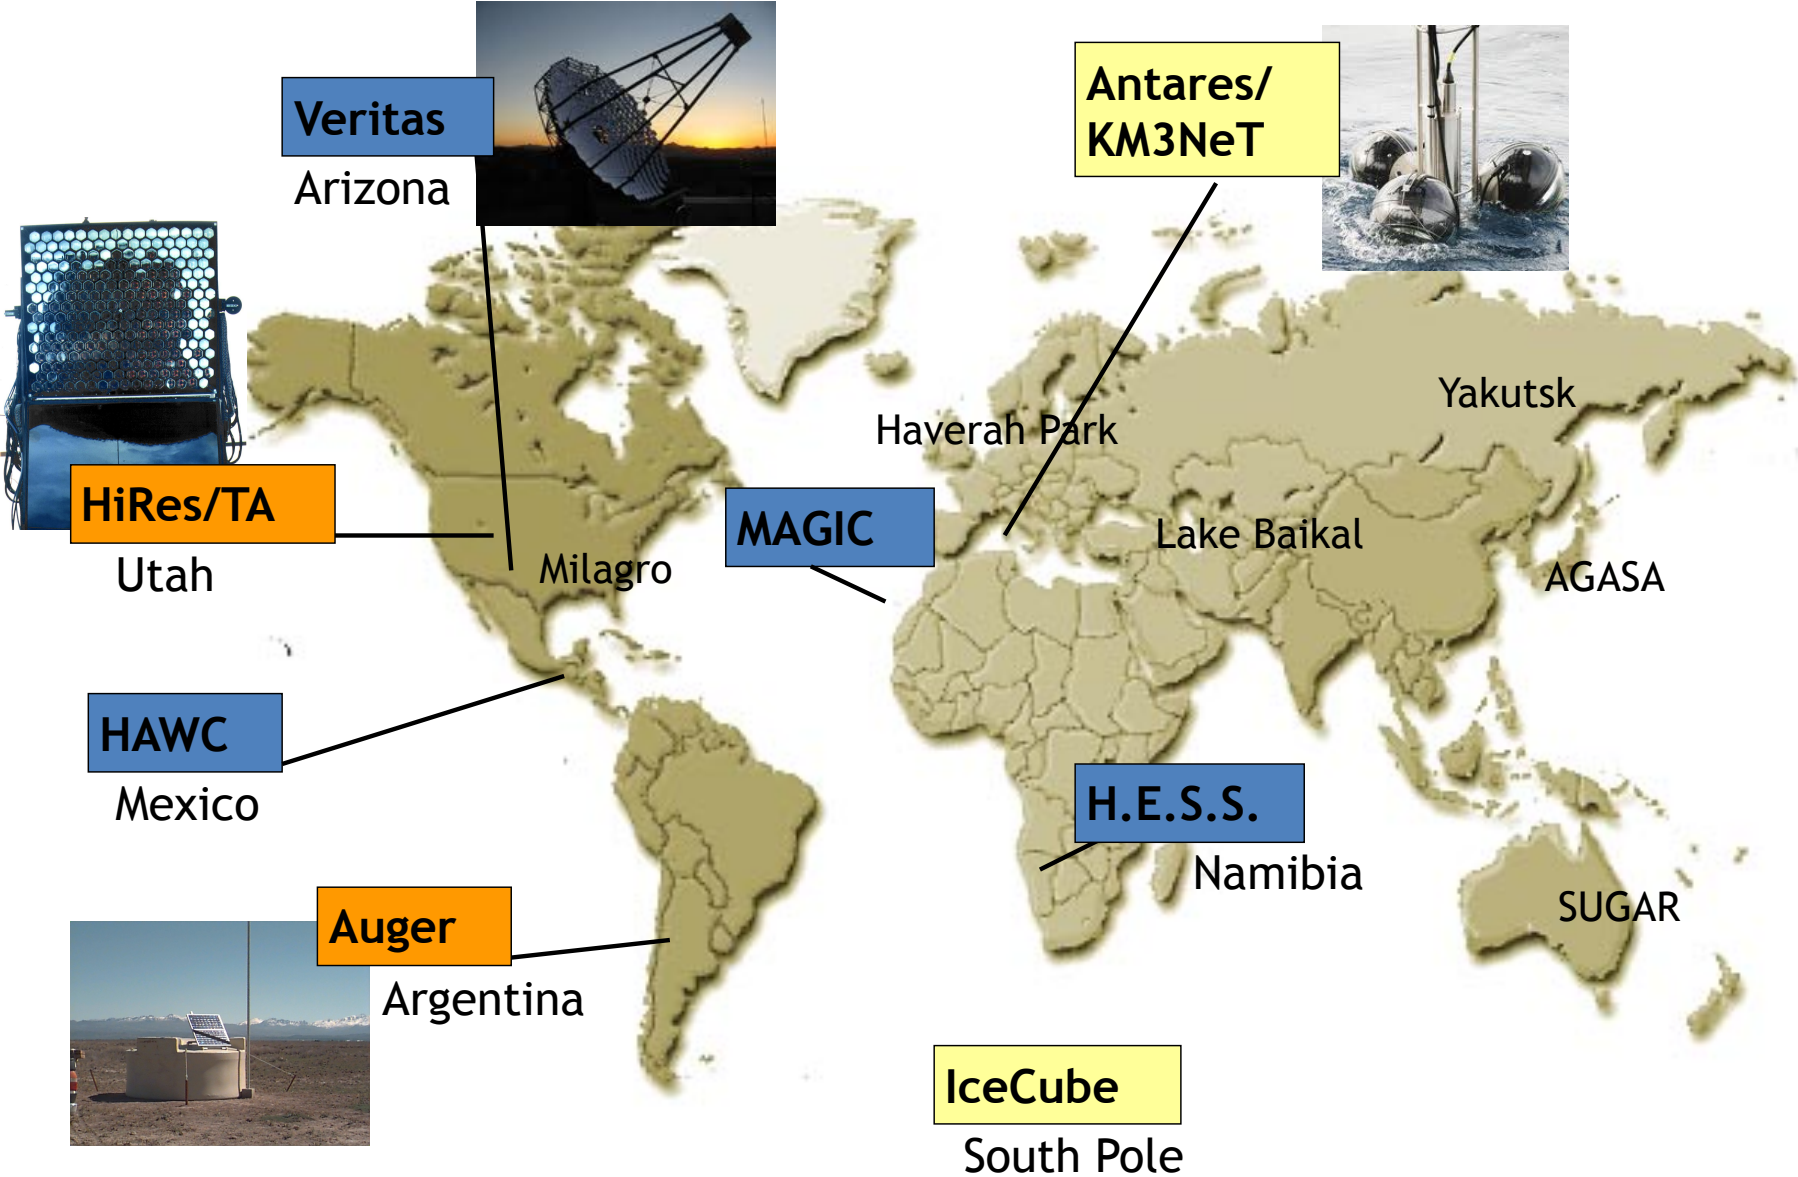 Veritas
Arizona
Antares/
KM3NeT
Yakutsk
Haverah Park
HiRes/TA
Utah
MAGIC
Lake Baikal
Milagro
AGASA
HAWC
Mexico
H.E.S.S.
Namibia
SUGAR
Auger
Argentina
IceCube
South Pole